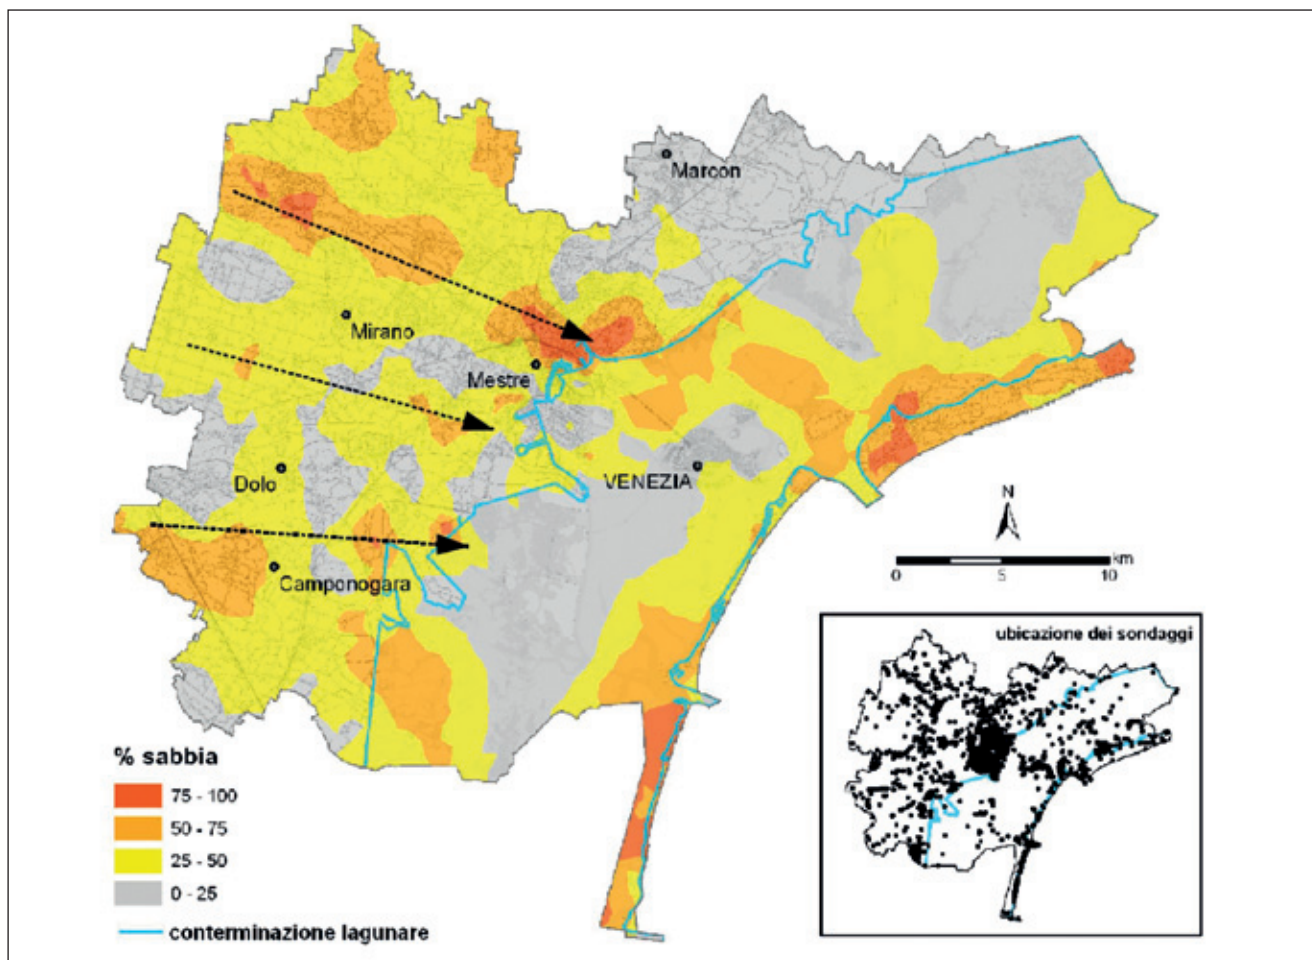 Marcon
Mirano
Mestre
Dolo
VENEZIA
Camponogara
N
km
0 5 10
ubicazione dei sondaggi
% sabbia
75 - 100
50 - 75
25 - 50
0 - 25
conterminazione lagunare